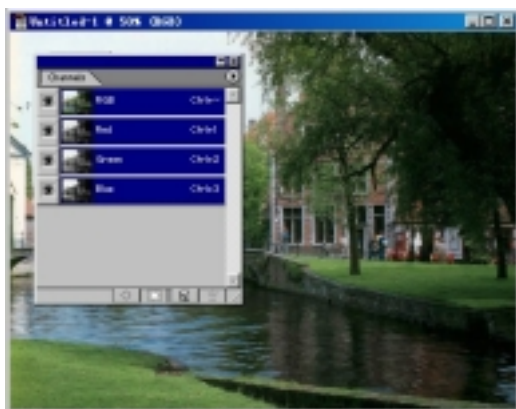 Untitled-1 @ 50% (RGB)
Channels
RGB Ctrl+~
Red Ctrl+1
Green Ctrl+2
Blue Ctrl+3